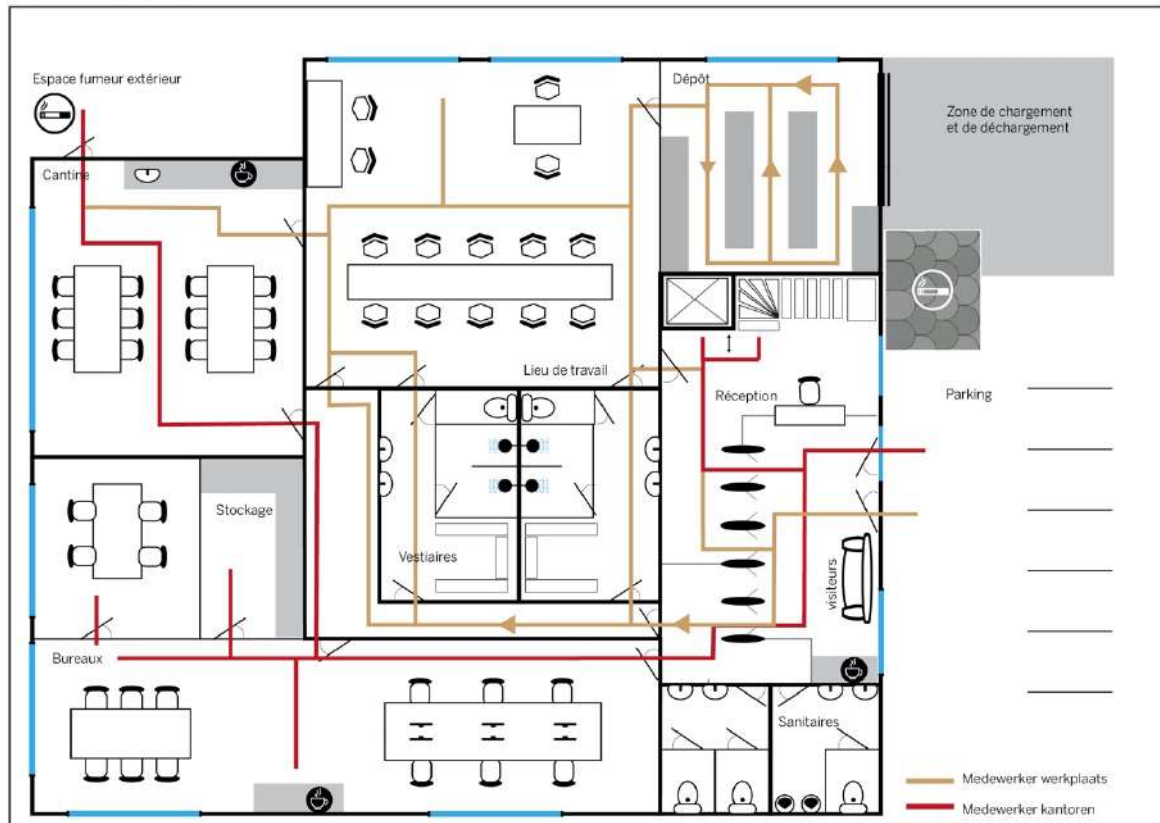 Espace fumeur extérieur
Dépôt
Zone de chargement
et de déchargement
Cantine
Lieu de travail
Réception
Parking
Stockage
Vestiaires
visiteurs
Bureaux
Sanitaires
Medewerker werkplaats
Medewerker kantoren